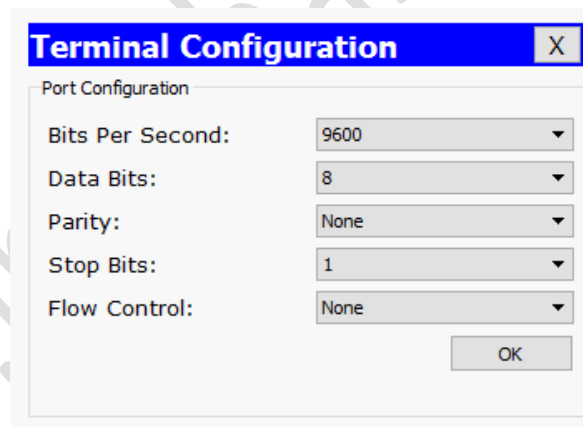 Terminal Configuration X
Port Configuration
Bits Per Second: 9600
Data Bits: 8
Parity: None
Stop Bits: 1
Flow Control: None
OK